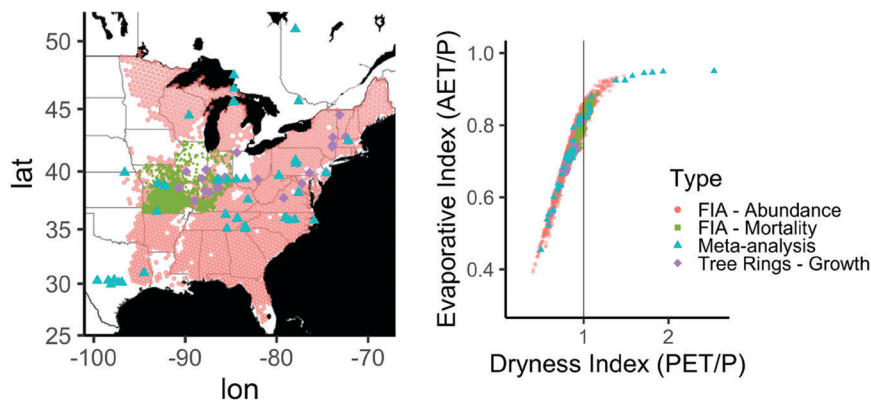 50
45
40
35
30
25
lat
-100
-90
-80
-70
lon
1.0
0.8
0.6
0.4
Evaporative Index (AET/P)
1
2
Dryness Index (PET/P)
Type
FIA - Abundance
FIA - Mortality
Meta-analysis
Tree Rings - Growth